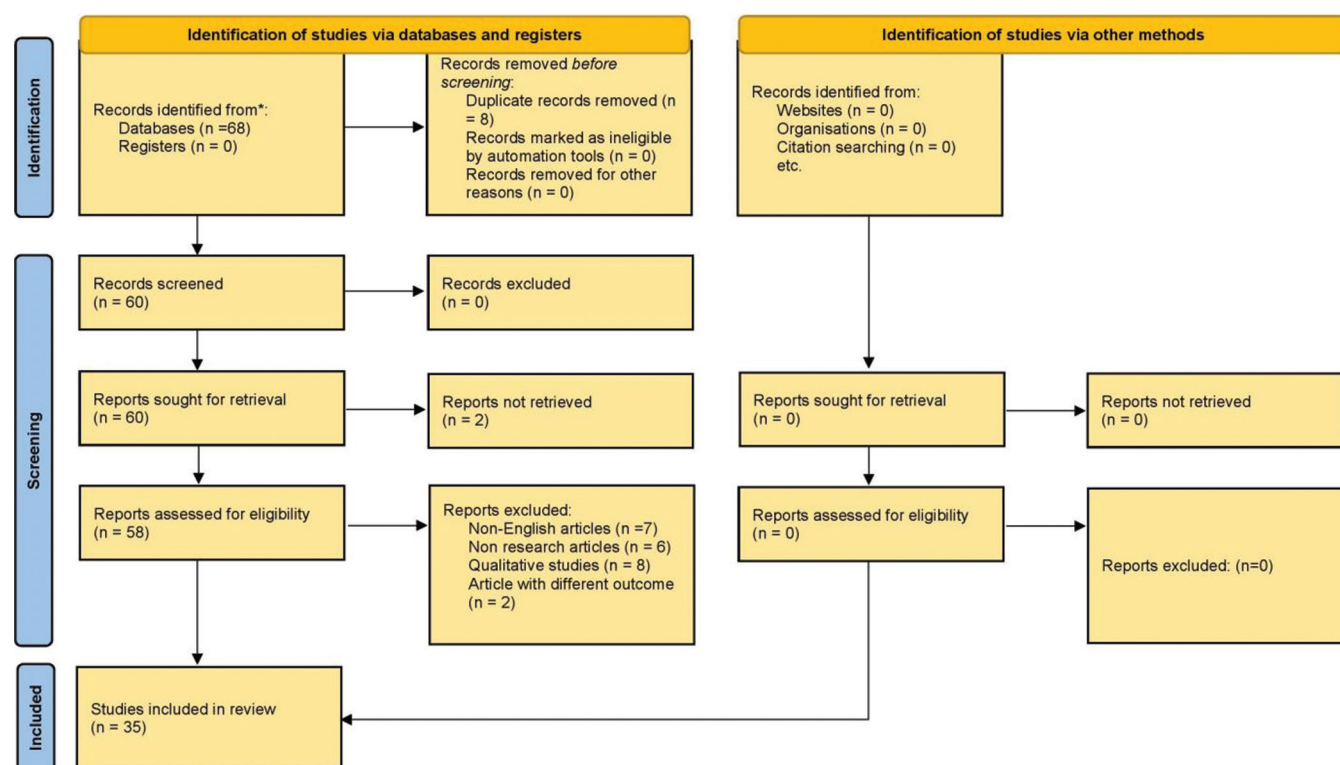 Identification of studies via databases and registers
Identification of studies via other methods
Identification
Records identified from*:
Databases (n =68)
Registers (n = 0)
Records removed before
screening:
Duplicate records removed (n
= 8)
Records marked as ineligible
by automation tools (n = 0)
Records removed for other
reasons (n = 0)
Records identified from:
Websites (n = 0)
Organisations (n = 0)
Citation searching (n = 0)
etc.
Screening
Records screened
(n = 60)
Records excluded
(n = 0)
Reports sought for retrieval
(n = 60)
Reports not retrieved
(n = 2)
Reports sought for retrieval
(n = 0)
Reports not retrieved
(n = 0)
Reports assessed for eligibility
(n = 58)
Reports excluded:
Non-English articles (n =7)
Non research articles (n = 6)
Qualitative studies (n = 8)
Article with different outcome
(n = 2)
Reports assessed for eligibility
(n = 0)
Reports excluded: (n=0)
Included
Studies included in review
(n = 35)